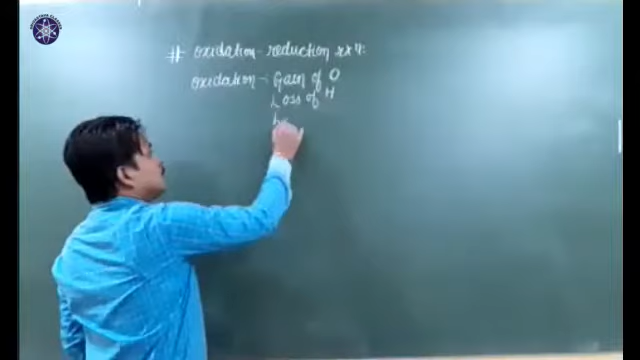 # oxidation - reduction rxn:
oxidation - Gain of O
Loss of H